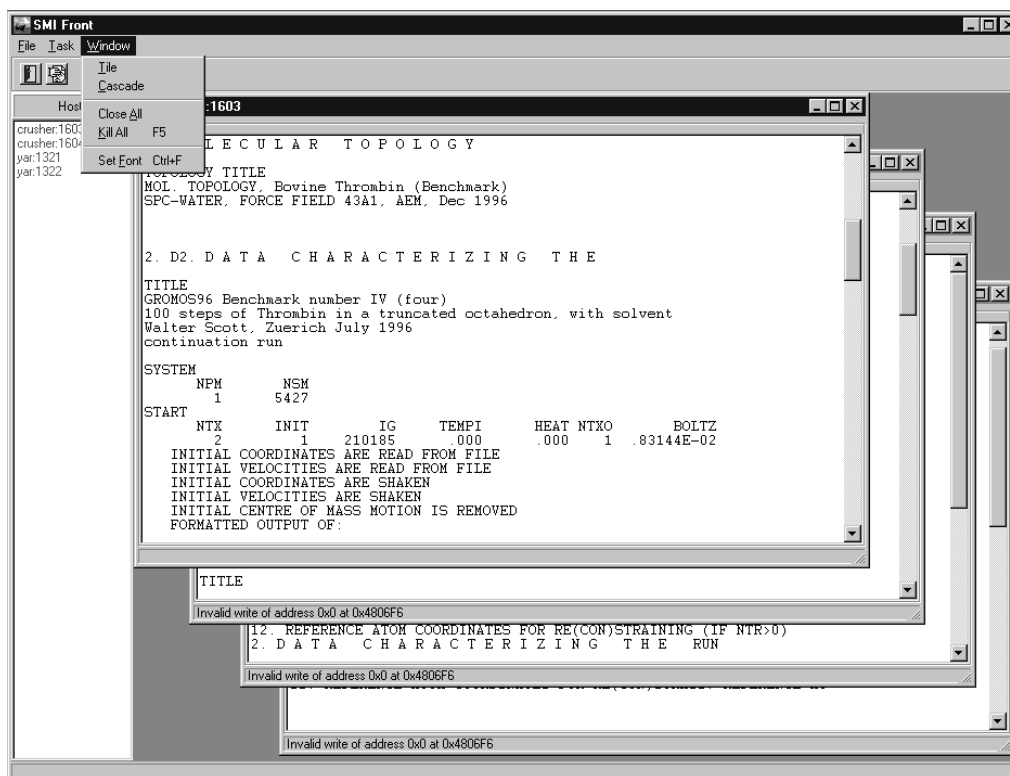 SMI Front
File Task Window
Tile
Cascade
Close All
Kill All F5
Set Font Ctrl+F
Host
crusher:1603
crusher:1604
yar:1321
yar:1322
:1603
L E C U L A R   T O P O L O G Y
TOPOLOGY TITLE
MOL. TOPOLOGY, Bovine Thrombin (Benchmark)
SPC-WATER, FORCE FIELD 43A1, AEM, Dec 1996
2. D2. D A T A   C H A R A C T E R I Z I N G   T H E
TITLE
GROMOS96 Benchmark number IV (four)
100 steps of Thrombin in a truncated octahedron, with solvent
Walter Scott, Zuerich July 1996
continuation run
SYSTEM
NPM NSM
1 5427
START
NTX INIT IG TEMPI HEAT NTXO BOLTZ
2 1 210185 .000 .000 1 .83144E-02
INITIAL COORDINATES ARE READ FROM FILE
INITIAL VELOCITIES ARE READ FROM FILE
INITIAL COORDINATES ARE SHAKEN
INITIAL VELOCITIES ARE SHAKEN
INITIAL CENTRE OF MASS MOTION IS REMOVED
FORMATTED OUTPUT OF:
TITLE
Invalid write of address 0x0 at 0x4806F6
12. REFERENCE ATOM COORDINATES FOR RE(CON)STRAINING (IF NTR>0)
2. D A T A   C H A R A C T E R I Z I N G   T H E   RUN
Invalid write of address 0x0 at 0x4806F6
Invalid write of address 0x0 at 0x4806F6